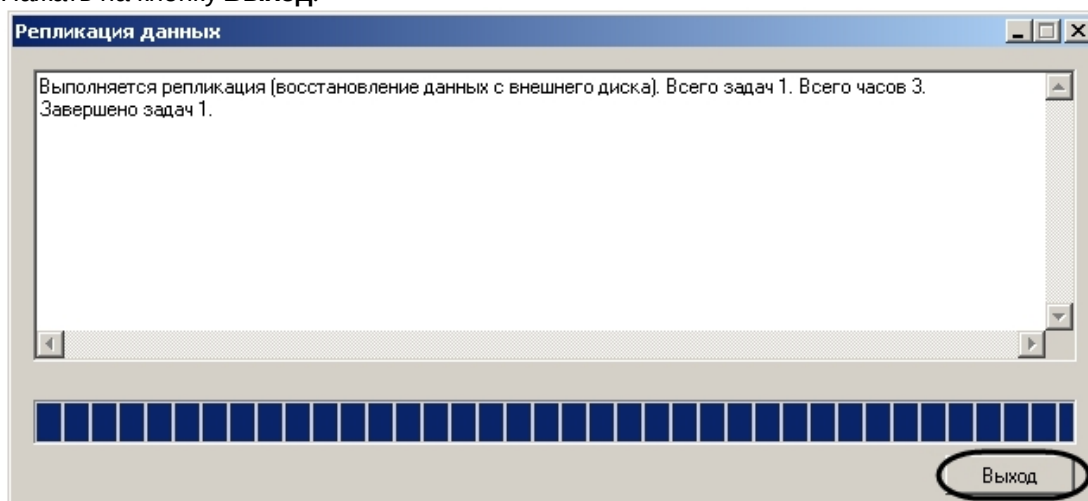 Нажать на кнопку Выход.
Репликация данных
Выполняется репликация (восстановление данных с внешнего диска). Всего задач 1. Всего часов 3.
Завершено задач 1.
Выход